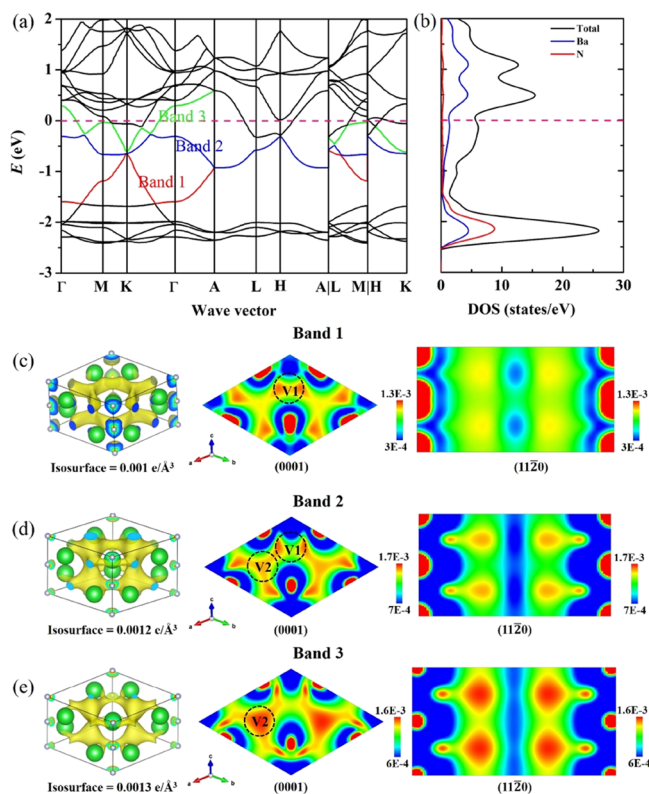 (a)
(b)
2
1
0
-1
-2
-3
E (eV)
Band 3
Band 2
Band 1
Total
Ba
N
Γ M K Γ A L H A|L M|H K
0 10 20 30
Wave vector
DOS (states/eV)
Band 1
(c)
V1
1.3E-3
3E-4
1.3E-3
3E-4
c
a b
Isosurface = 0.001 e/Å³
(0001)
(112̄0)
Band 2
(d)
V1
V2
1.7E-3
7E-4
1.7E-3
7E-4
c
a b
Isosurface = 0.0012 e/Å³
(0001)
(112̄0)
Band 3
(e)
V2
1.6E-3
6E-4
1.6E-3
6E-4
c
a b
Isosurface = 0.0013 e/Å³
(0001)
(112̄0)